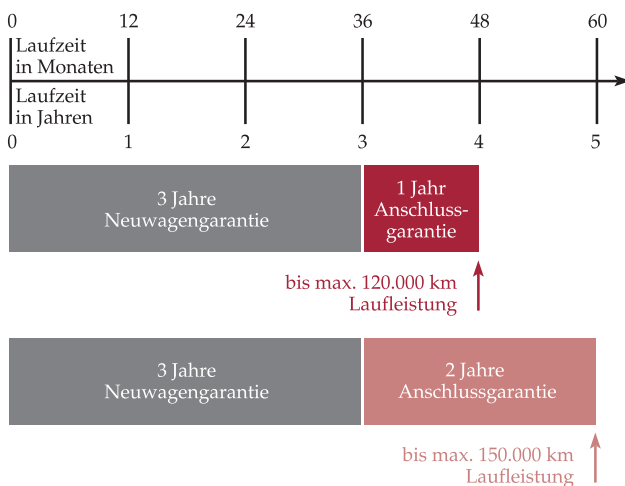 0 12 24 36 48 60
Laufzeit
in Monaten
Laufzeit
in Jahren
0 1 2 3 4 5
3 Jahre
Neuwagengarantie
1 Jahr
Anschluss-
garantie
bis max. 120.000 km
Laufleistung
3 Jahre
Neuwagengarantie
2 Jahre
Anschlussgarantie
bis max. 150.000 km
Laufleistung